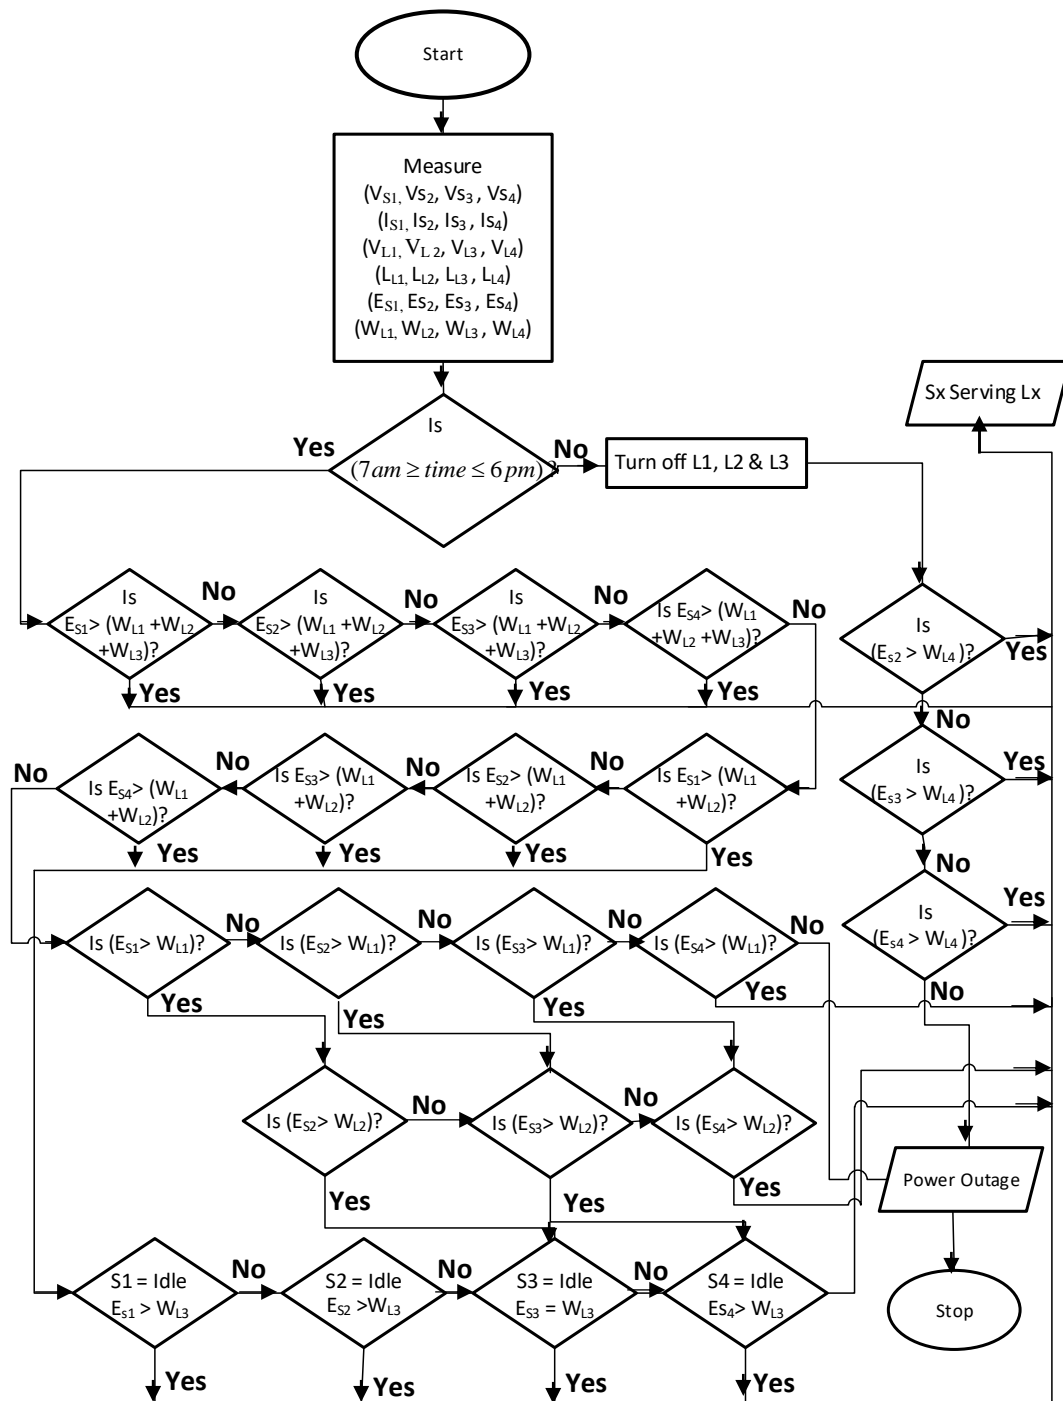 Start
Measure
(VS1, Vs2, Vs3 , Vs4)
(IS1, Is2, Is3 , Is4)
(VL1, VL 2, VL3 , VL4)
(LL1, LL2, LL3 , LL4)
(ES1, Es2, Es3 , Es4)
(WL1, WL2, WL3 , WL4)
Sx Serving Lx
Is
(7am ≥ time ≤ 6pm) ?
Yes
No
Turn off L1, L2 & L3
Is
ES1> (WL1 +WL2
+WL3)?
No
Yes
Is
ES2> (WL1 +WL2
+WL3)?
No
Yes
Is
ES3> (WL1 +WL2
+WL3)?
No
Yes
Is ES4> (WL1
+WL2 +WL3)?
No
Yes
Is
(Es2 > WL4)?
Yes
No
Is ES4> (WL1
+WL2)?
No
Yes
Is ES3> (WL1
+WL2)?
No
Yes
Is ES2> (WL1
+WL2)?
No
Yes
Is ES1> (WL1
+WL2)?
No
Yes
Is
(Es3 > WL4)?
Yes
No
Is (ES1> WL1)?
No
Yes
Is (ES2> WL1)?
No
Yes
Is (ES3> WL1)?
No
Yes
Is (ES4> (WL1)?
No
Yes
Is
(Es4 > WL4)?
Yes
No
Is (ES2> WL2)?
No
Yes
Is (ES3> WL2)?
No
Yes
Is (ES4> WL2)?
Yes
Power Outage
S1 = Idle
Es1 > WL3
No
Yes
S2 = Idle
ES2 >WL3
No
Yes
S3 = Idle
ES3 = WL3
No
Yes
S4 = Idle
Es4> WL3
Yes
Stop